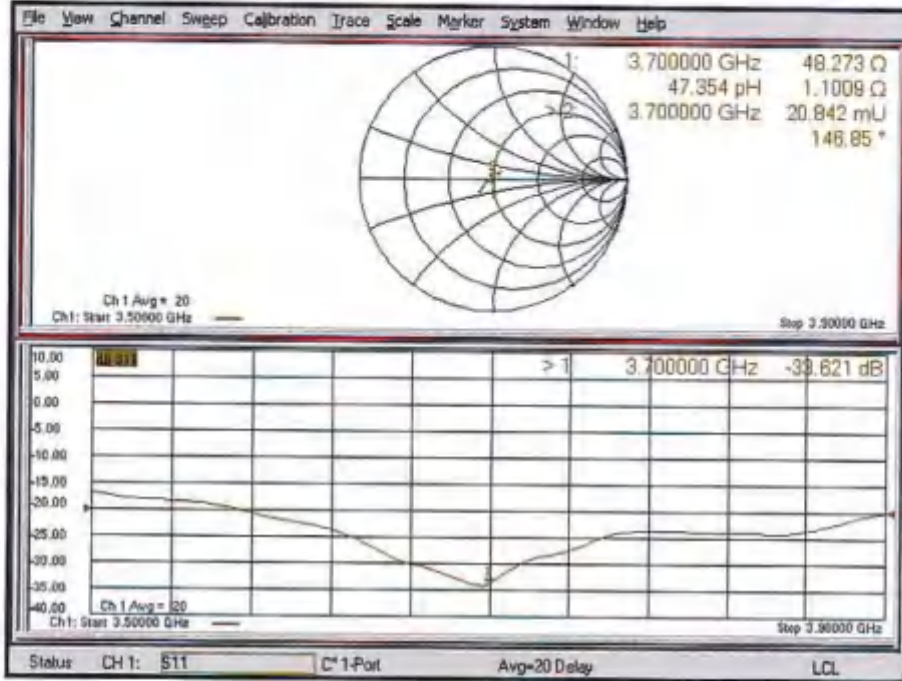 File View Channel Sweep Calibration Trace Scale Marker System Window Help
1: 3.700000 GHz 48.273 Ω
47.354 pH 1.1009 Ω
> 2: 3.700000 GHz 20.842 mU
146.85 °
Ch 1 Avg = 20
Ch1: Start 3.50000 GHz
Stop 3.90000 GHz
10.00
> 1 3.700000 GHz -33.621 dB
5.00
0.00
-5.00
-10.00
-15.00
-20.00
-25.00
-30.00
-35.00
-40.00
Ch 1 Avg = 20
Ch1: Start 3.50000 GHz
Stop 3.90000 GHz
Status CH 1: S11 C* 1-Port Avg=20 Delay LCL